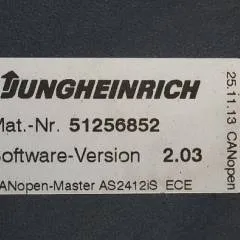 JUNGHEINRICH
Mat.-Nr. 51256852
Software-Version 2.03
CANopen-Master AS2412iS ECE
25.11.13 CANopen